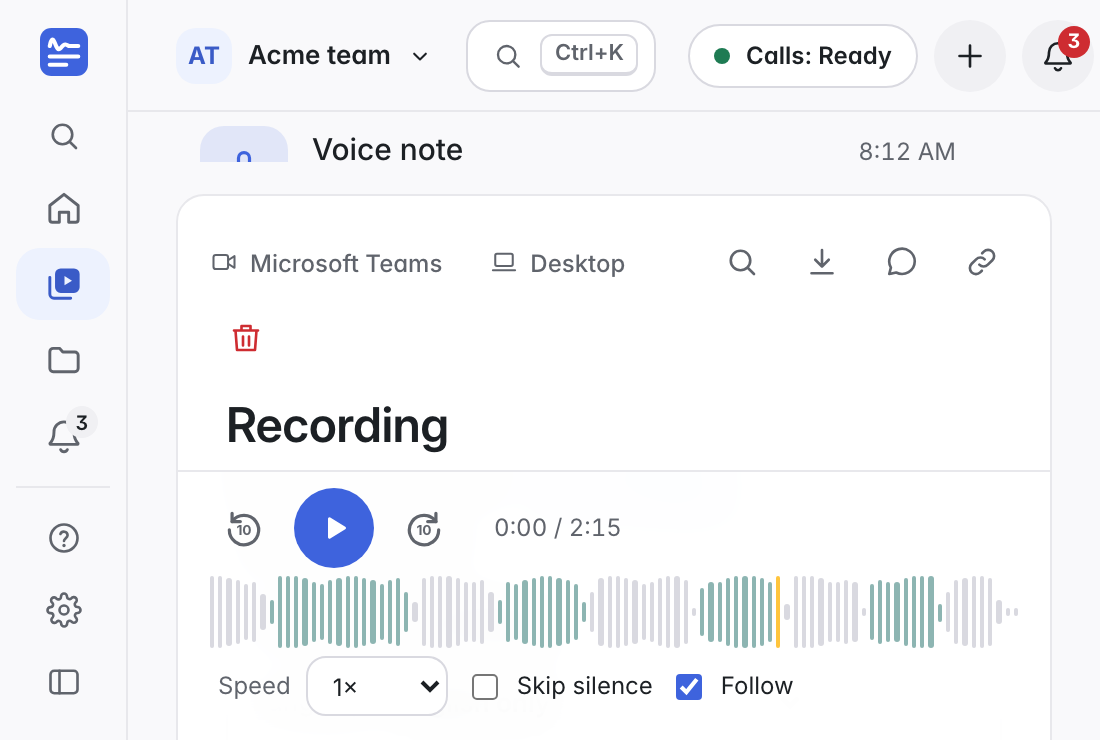 AT Acme team Ctrl+K Calls: Ready 3
Voice note 8:12 AM
Microsoft Teams Desktop
3
Recording
10 10 0:00 / 2:15
Speed 1× Skip silence Follow